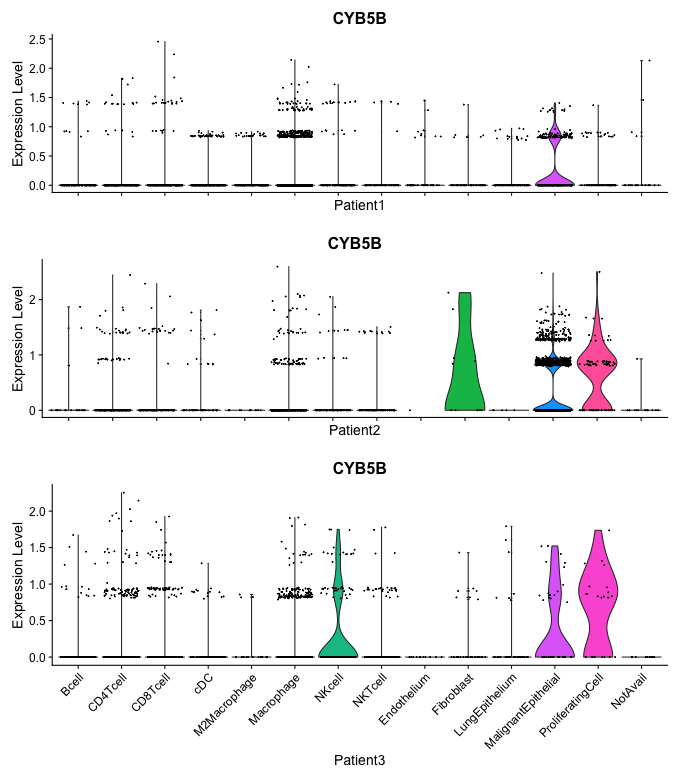 CYB5B
Expression Level
2.5
2.0
1.5
1.0
0.5
0.0
Patient1
CYB5B
Expression Level
2
1
0
Patient2
CYB5B
Expression Level
2.0
1.5
1.0
0.5
0.0
Bcell
CD4Tcell
CD8Tcell
cDC
M2Macrophage
Macrophage
NKcell
NKTcell
Endothelium
Fibroblast
LungEpithelium
MalignantEpithelial
ProliferatingCell
NotAvail
Patient3